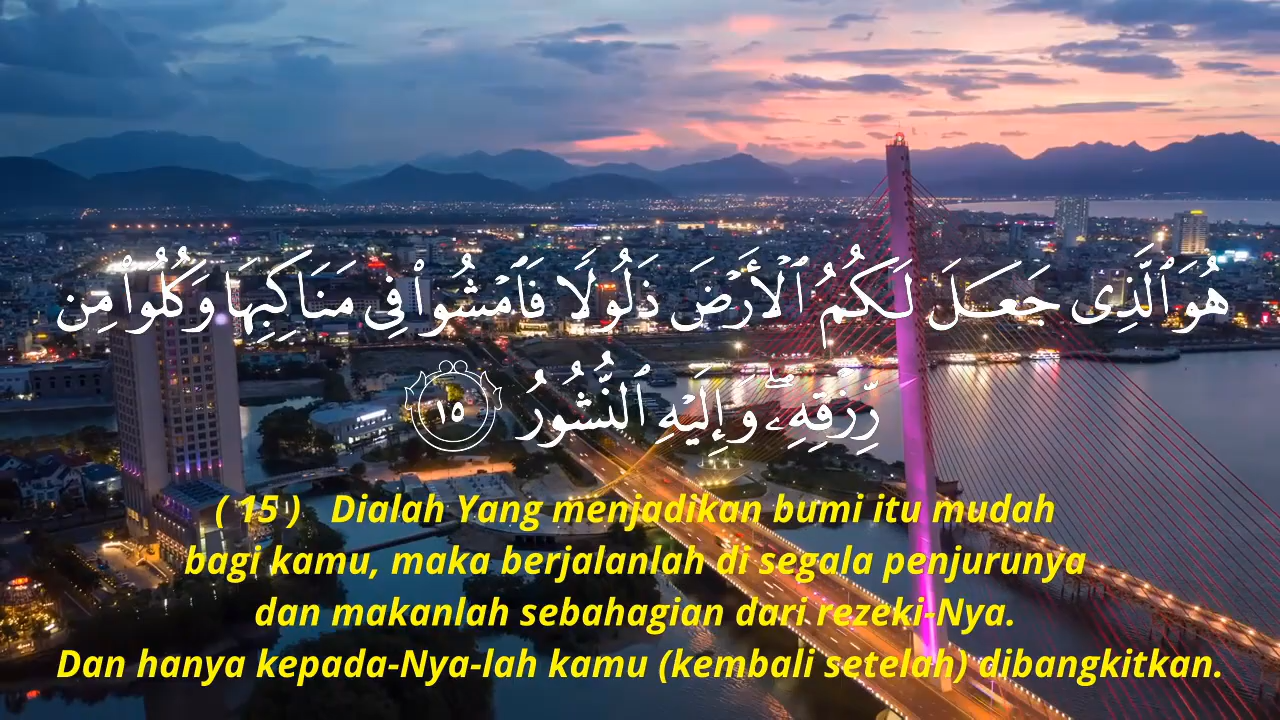 هُوَ ٱلَّذِى جَعَلَ لَكُمُ ٱلْأَرْضَ ذَلُولًا فَٱمْشُوا۟ فِى مَنَاكِبِهَا وَكُلُوا۟ مِن
رِّزْقِهِۦ ۖ وَإِلَيْهِ ٱلنُّشُورُ ١٥
( 15 ) Dialah Yang menjadikan bumi itu mudah
bagi kamu, maka berjalanlah di segala penjurunya
dan makanlah sebahagian dari rezeki-Nya.
Dan hanya kepada-Nya-lah kamu (kembali setelah) dibangkitkan.